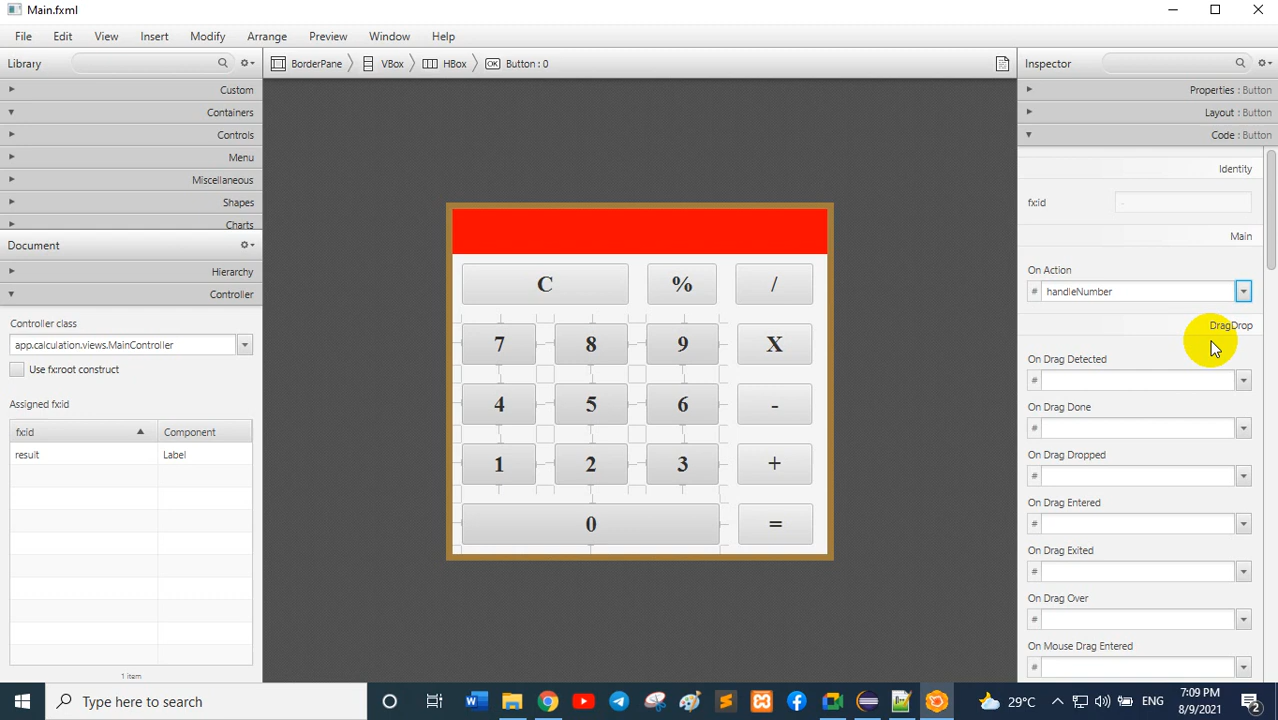 Main.fxml
File Edit View Insert Modify Arrange Preview Window Help
Library
Custom
Containers
Controls
Menu
Miscellaneous
Shapes
Charts
Document
Hierarchy
Controller
Controller class
app.calculation.views.MainController
Use fx:root construct
Assigned fx:id
fx:id Component
result Label
1 item
BorderPane VBox HBox OK Button : 0
C % /
7 8 9 X
4 5 6 -
1 2 3 +
0 =
Inspector
Properties : Button
Layout : Button
Code : Button
Identity
fx:id
Main
On Action
# handleNumber
DragDrop
On Drag Detected
#
On Drag Done
#
On Drag Dropped
#
On Drag Entered
#
On Drag Exited
#
On Drag Over
#
On Mouse Drag Entered
#
Type here to search
29°C
ENG
7:09 PM
8/9/2021
2